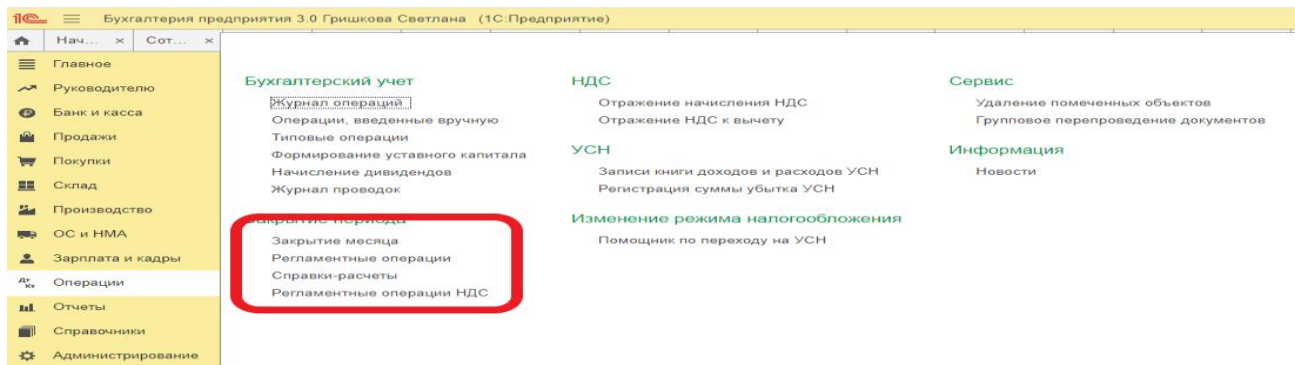 1С Бухгалтерия предприятия 3.0 Гришкова Светлана (1С:Предприятие)
Нач... × Сот... ×
Главное
Руководителю
Банк и касса
Продажи
Покупки
Склад
Производство
ОС и НМА
Зарплата и кадры
Дт Кт Операции
Отчеты
Справочники
Администрирование
Бухгалтерский учет
Журнал операций
Операции, введенные вручную
Типовые операции
Формирование уставного капитала
Начисление дивидендов
Журнал проводок
Закрытие периода
Закрытие месяца
Регламентные операции
Справки-расчеты
Регламентные операции НДС
НДС
Отражение начисления НДС
Отражение НДС к вычету
УСН
Записи книги доходов и расходов УСН
Регистрация суммы убытка УСН
Изменение режима налогообложения
Помощник по переходу на УСН
Сервис
Удаление помеченных объектов
Групповое перепроведение документов
Информация
Новости